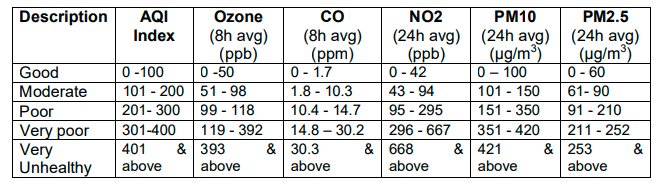 Description AQI Index Ozone (8h avg) (ppb) CO (8h avg) (ppm) NO2 (24h avg) (ppb) PM10 (24h avg) (µg/m³) PM2.5 (24h avg) (µg/m³)
Good 0 -100 0 -50 0 - 1.7 0 - 42 0 – 100 0 - 60
Moderate 101 - 200 51 - 98 1.8 - 10.3 43 - 94 101 - 150 61- 90
Poor 201- 300 99 - 118 10.4 - 14.7 95 - 295 151 - 350 91 - 210
Very poor 301-400 119 - 392 14.8 – 30.2 296 - 667 351 - 420 211 - 252
Very Unhealthy 401 & above 393 & above 30.3 & above 668 & above 421 & above 253 & above